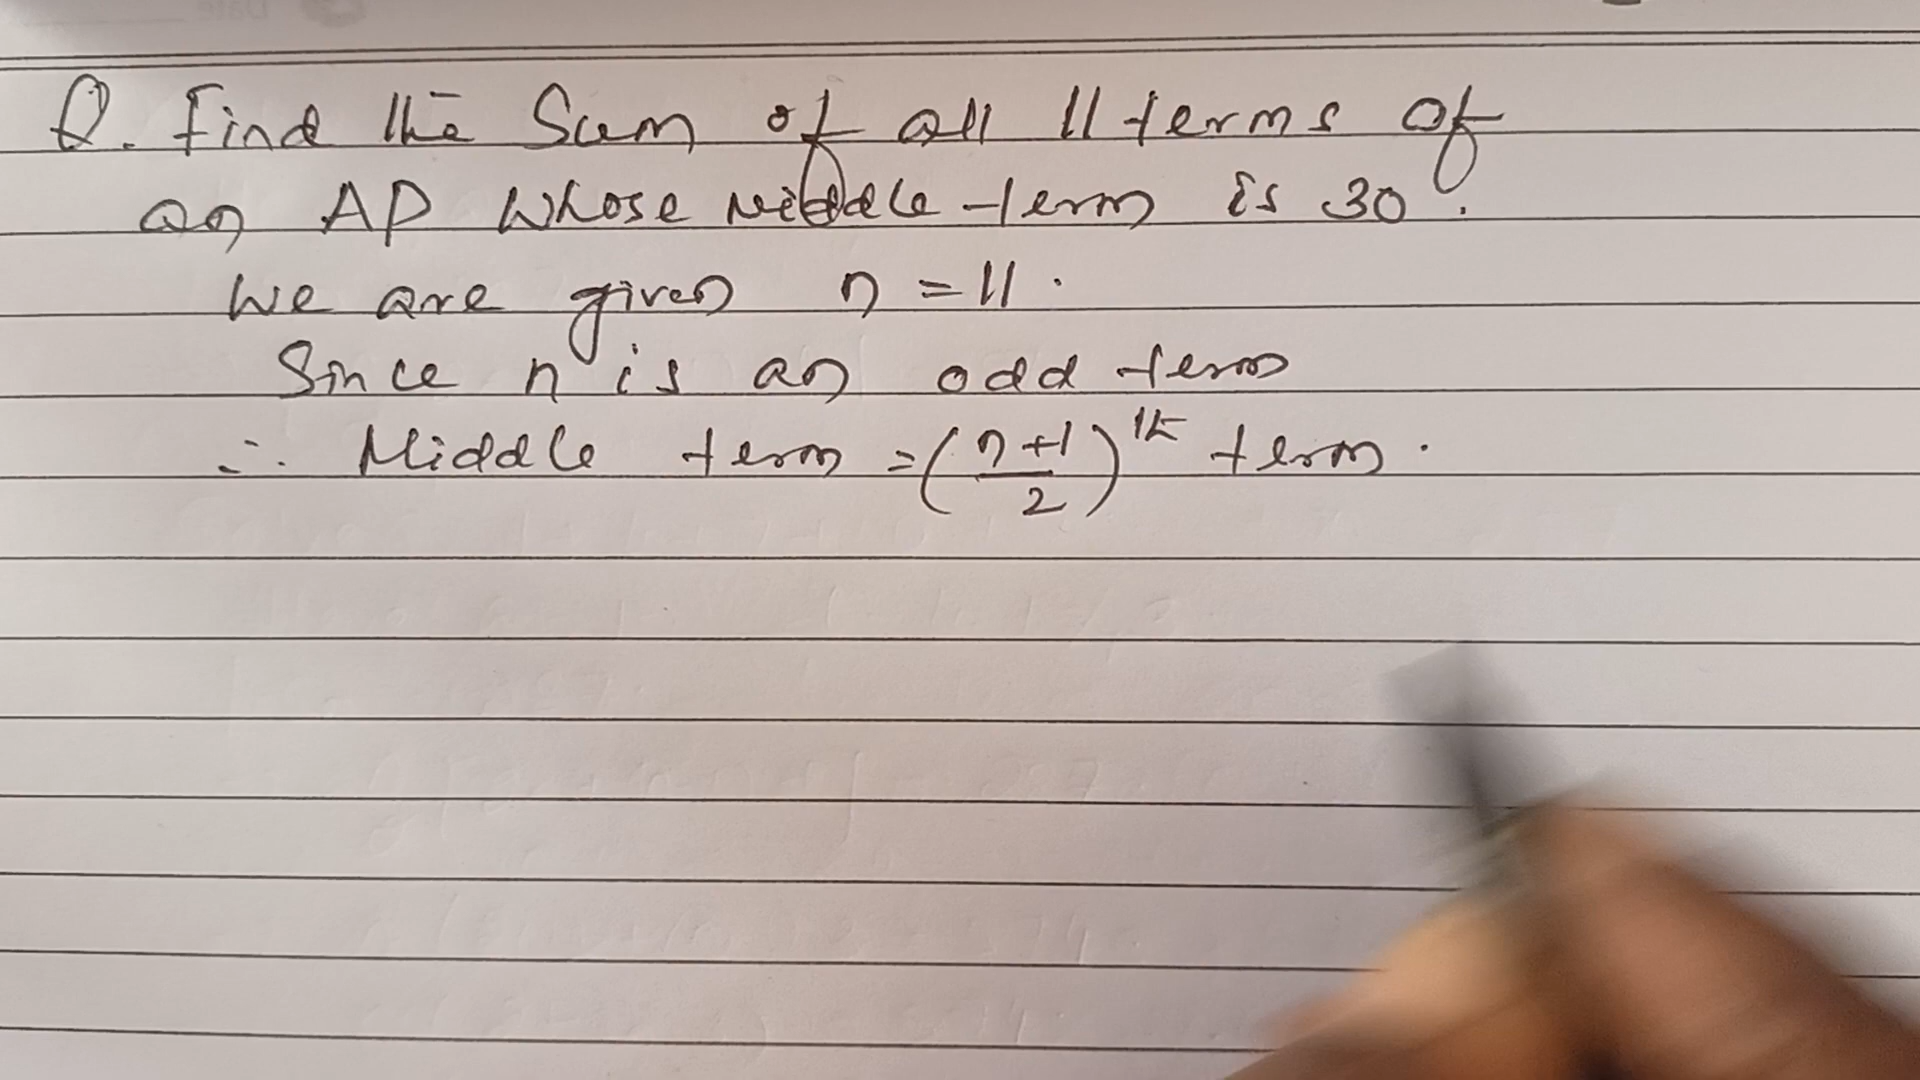 Q. Find the Sum of all 11 terms of
an AP whose middle term is 30.
We are given n = 11.
Since n is an odd term
∴ Middle term = (n+1/2)th term.